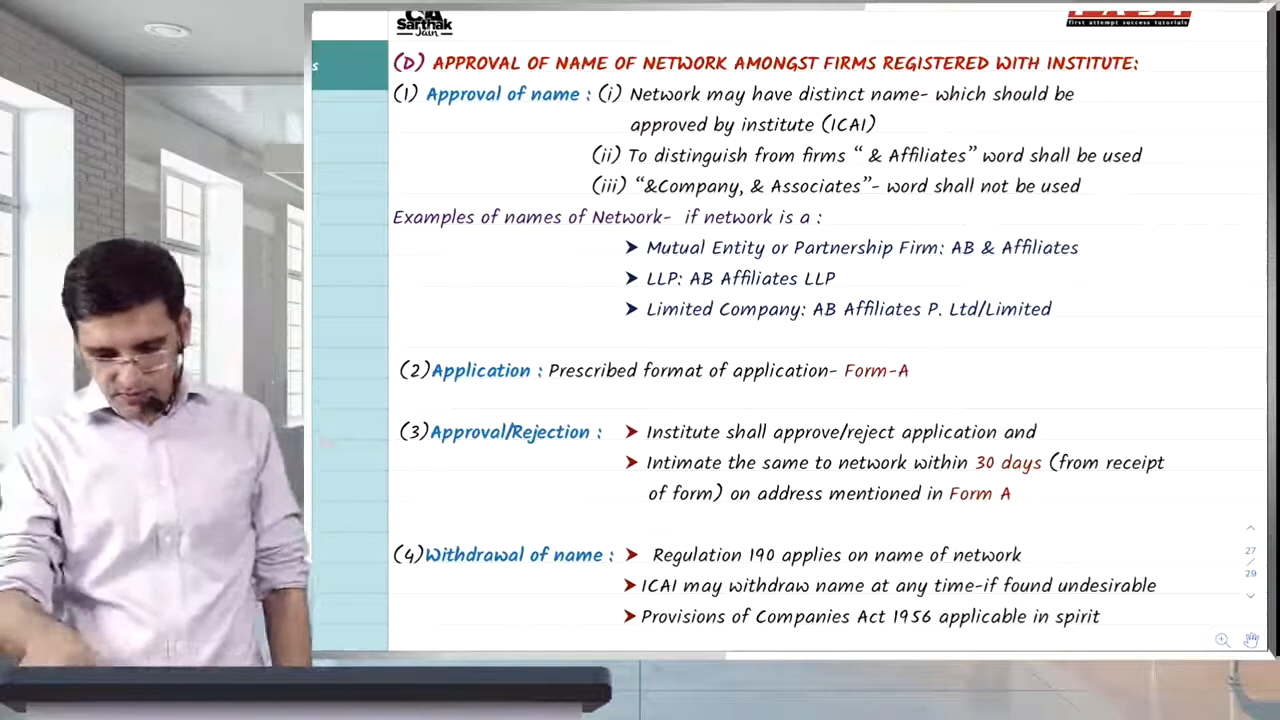 CA
Sarthak
Jain
first attempt success tutorials
s
(D) APPROVAL OF NAME OF NETWORK AMONGST FIRMS REGISTERED WITH INSTITUTE:
(1) Approval of name : (i) Network may have distinct name- which should be
approved by institute (ICAI)
(ii) To distinguish from firms “ & Affiliates” word shall be used
(iii) “&Company, & Associates”- word shall not be used
Examples of names of Network- if network is a :
➤ Mutual Entity or Partnership Firm: AB & Affiliates
➤ LLP: AB Affiliates LLP
➤ Limited Company: AB Affiliates P. Ltd/Limited
(2)Application : Prescribed format of application- Form-A
(3)Approval/Rejection : ➤ Institute shall approve/reject application and
➤ Intimate the same to network within 30 days (from receipt
of form) on address mentioned in Form A
(4)Withdrawal of name : ➤ Regulation 190 applies on name of network
➤ICAI may withdraw name at any time-if found undesirable
➤Provisions of Companies Act 1956 applicable in spirit
27
/
29